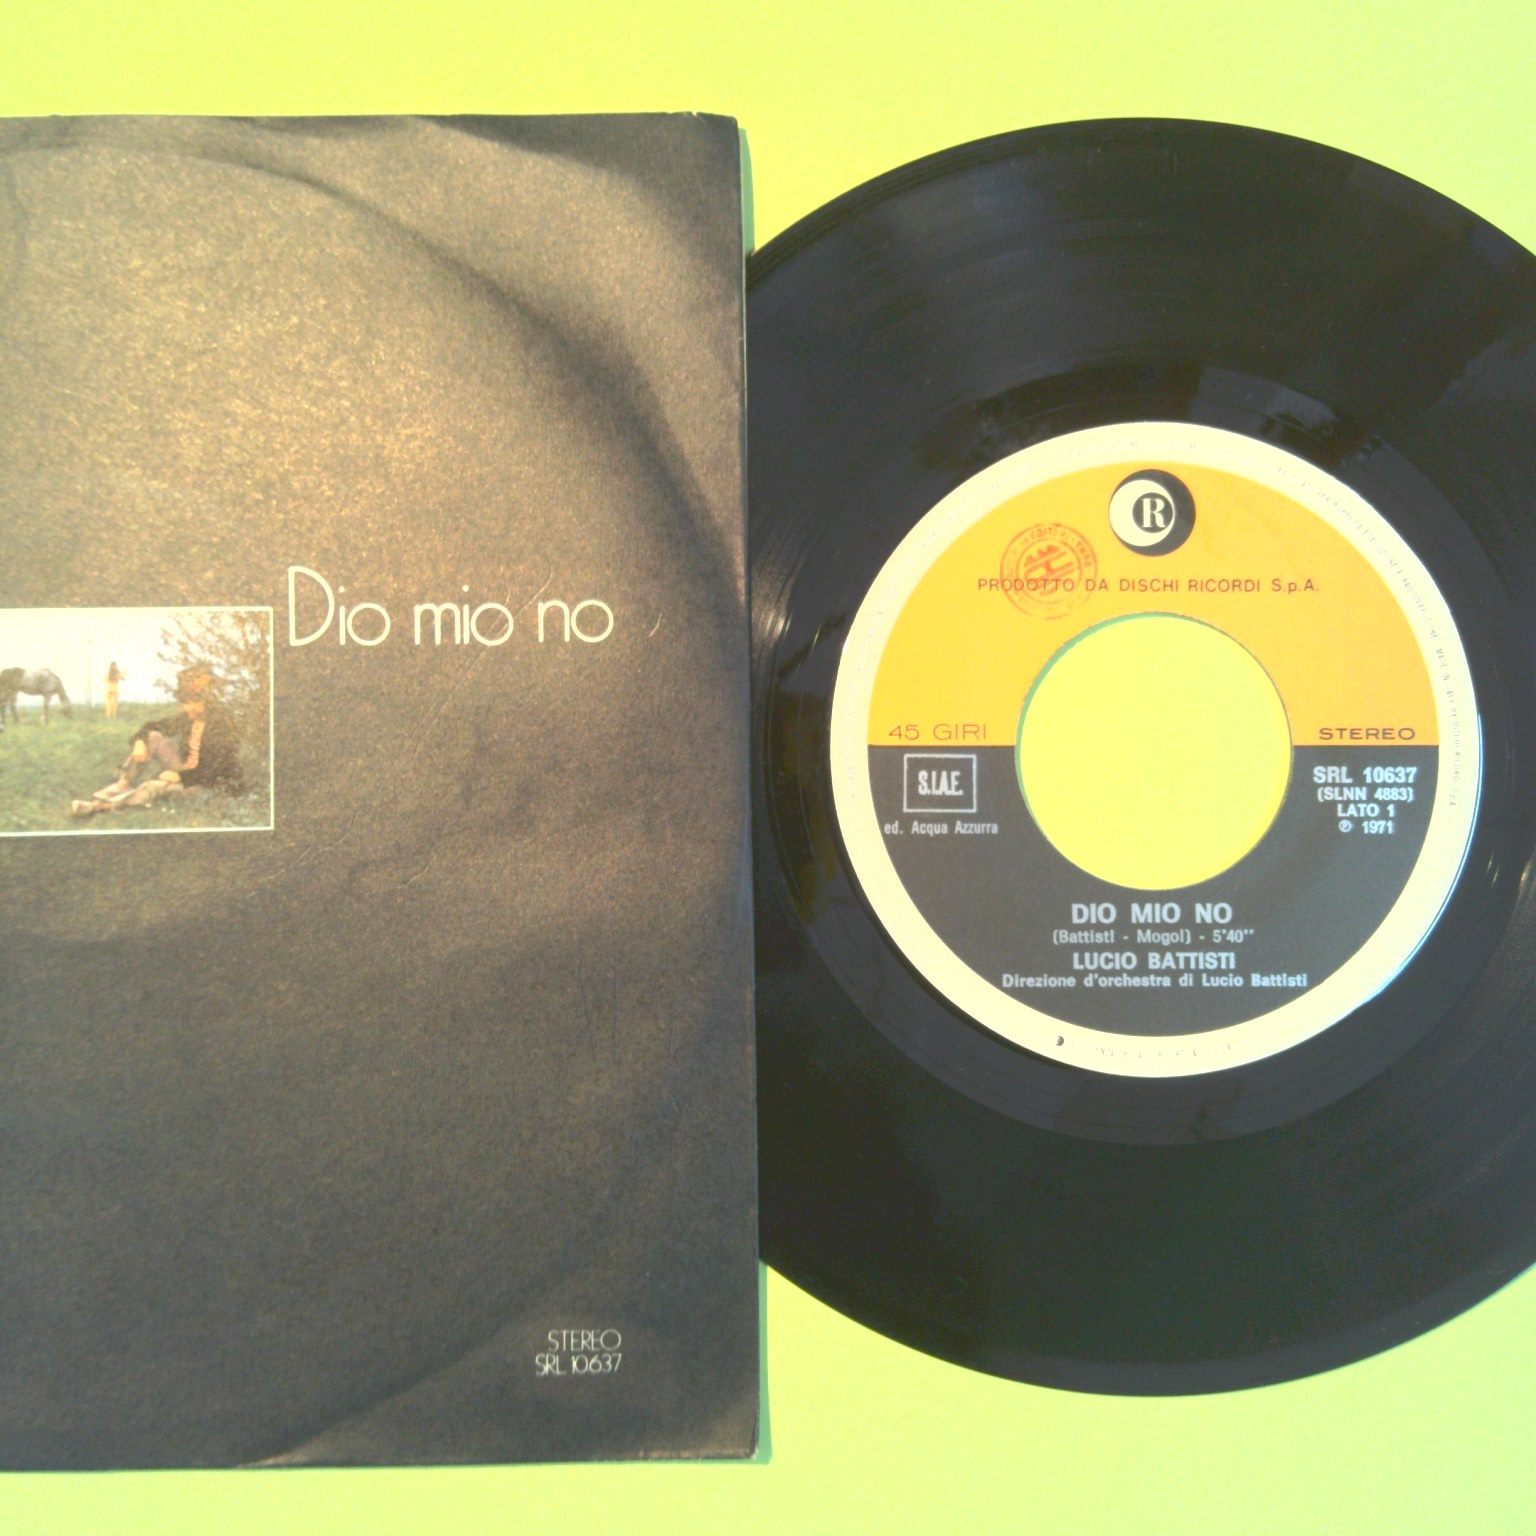 Dio mio no
STEREO
SRL 10637
R
PRODOTTO DA DISCHI RICORDI S.p.A.
45 GIRI
STEREO
S.I.A.E.
ed. Acqua Azzurra
SRL 10637
(SLNN 4883)
LATO 1
℗ 1971
DIO MIO NO
(Battisti - Mogol) - 5'40''
LUCIO BATTISTI
Direzione d'orchestra di Lucio Battisti